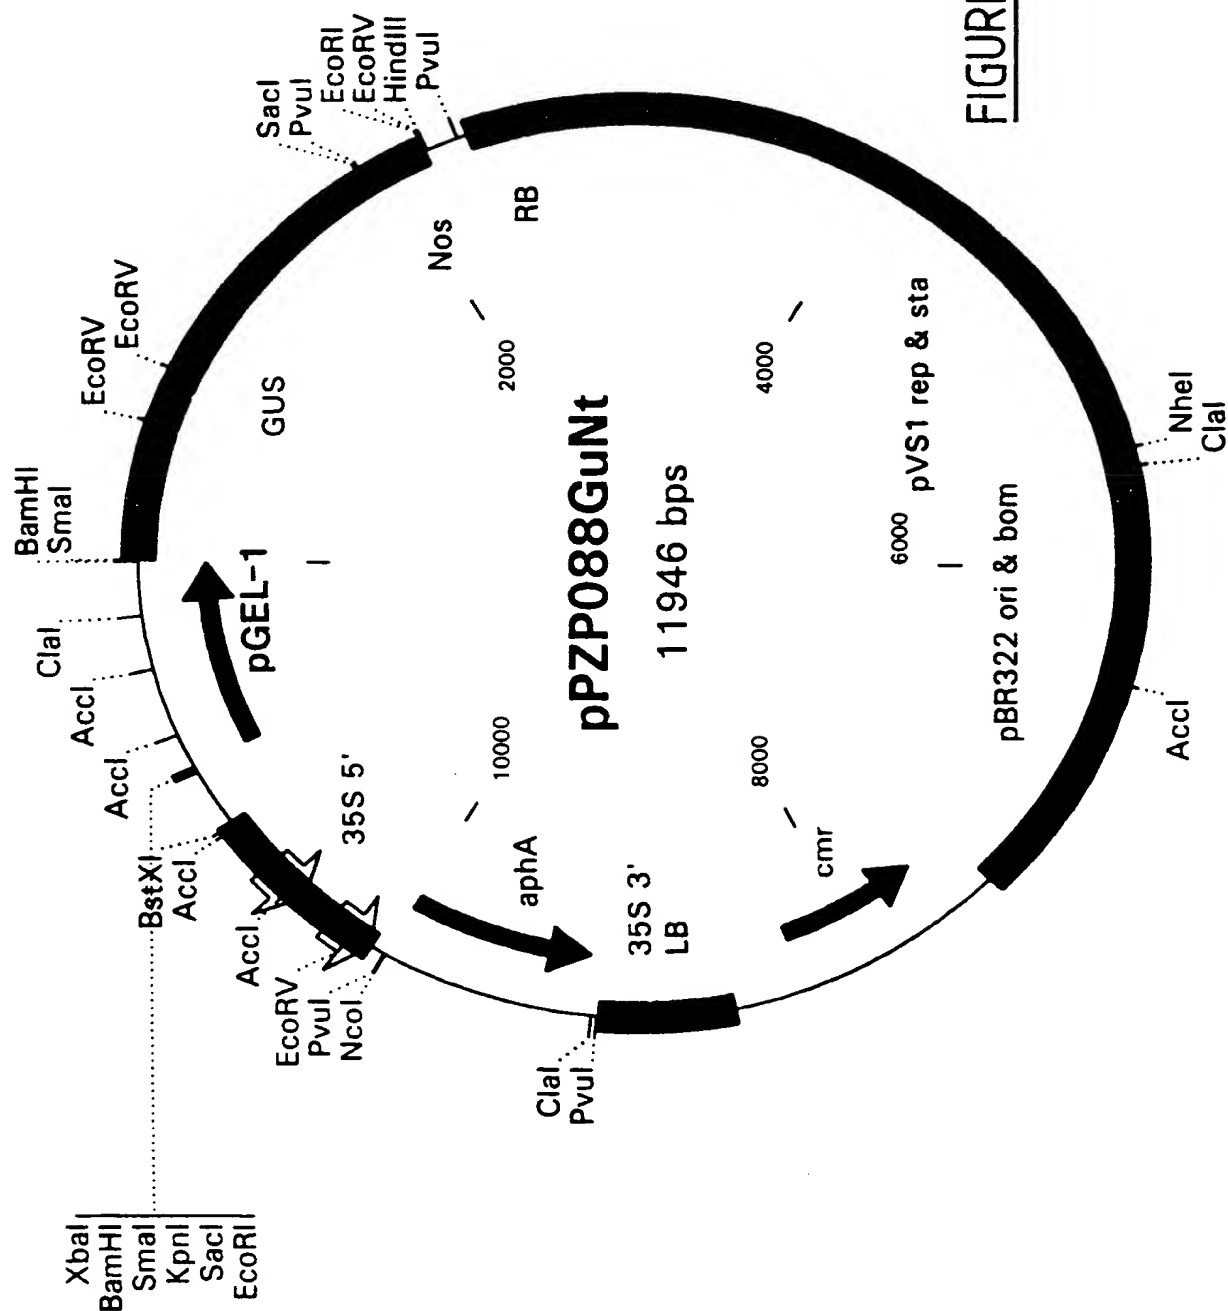 XbaI
BamHI
SmaI
KpnI
SacI
EcoRI
BamHI
SmaI
ClaI
AccI
AccI
BstXI
AccI
AccI
EcoRV
PvuI
NcoI
ClaI
PvuI
EcoRV
EcoRV
SacI
PvuI
EcoRI
EcoRV
HindIII
PvuI
pGEL-1
GUS
35S 5'
Nos
RB
10000
2000
aphA
pPZP088GuNt
11946 bps
35S 3'
LB
8000
4000
cmr
6000
pVS1 rep & sta
pBR322 ori & bom
NheI
ClaI
AccI
FIGURE